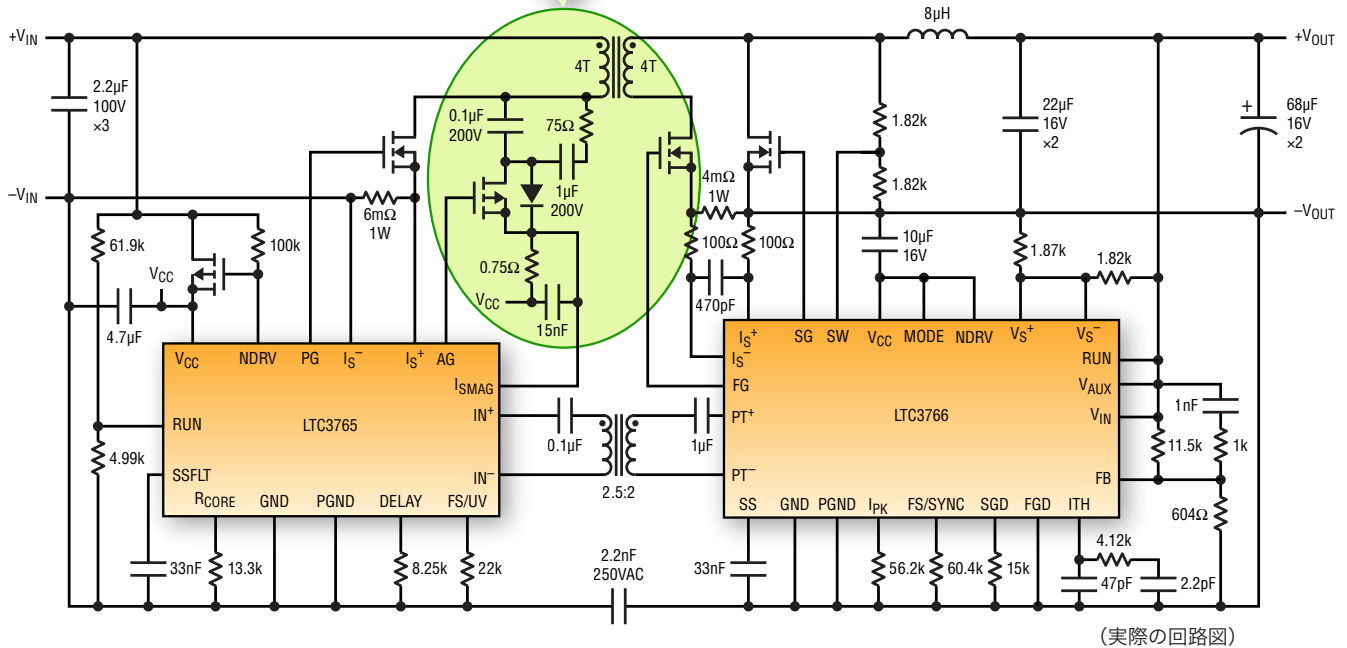 8µH
+VIN
+VOUT
4T
4T
2.2µF
100V
×3
0.1µF
200V
75Ω
1.82k
22µF
16V
×2
+
68µF
16V
×2
1µF
200V
4mΩ
1W
1.82k
–VIN
–VOUT
6mΩ
1W
61.9k
100k
VCC
0.75Ω
100Ω
100Ω
10µF
16V
1.87k
1.82k
VCC
470pF
4.7µF
15nF
VCC
NDRV
PG
IS–
IS+
AG
ISMAG
IN+
RUN
LTC3765
SSFLT
IN–
RCORE
GND
PGND
DELAY
FS/UV
4.99k
0.1µF
1µF
2.5:2
IS+
SG
SW
VCC
MODE
NDRV
VS+
VS–
IS–
RUN
FG
VAUX
PT+
LTC3766
VIN
PT–
FB
SS
GND
PGND
IPK
FS/SYNC
SGD
FGD
ITH
1nF
11.5k
1k
604Ω
33nF
13.3k
8.25k
22k
2.2nF
250VAC
33nF
56.2k
60.4k
15k
4.12k
47pF
2.2pF
（実際の回路図）